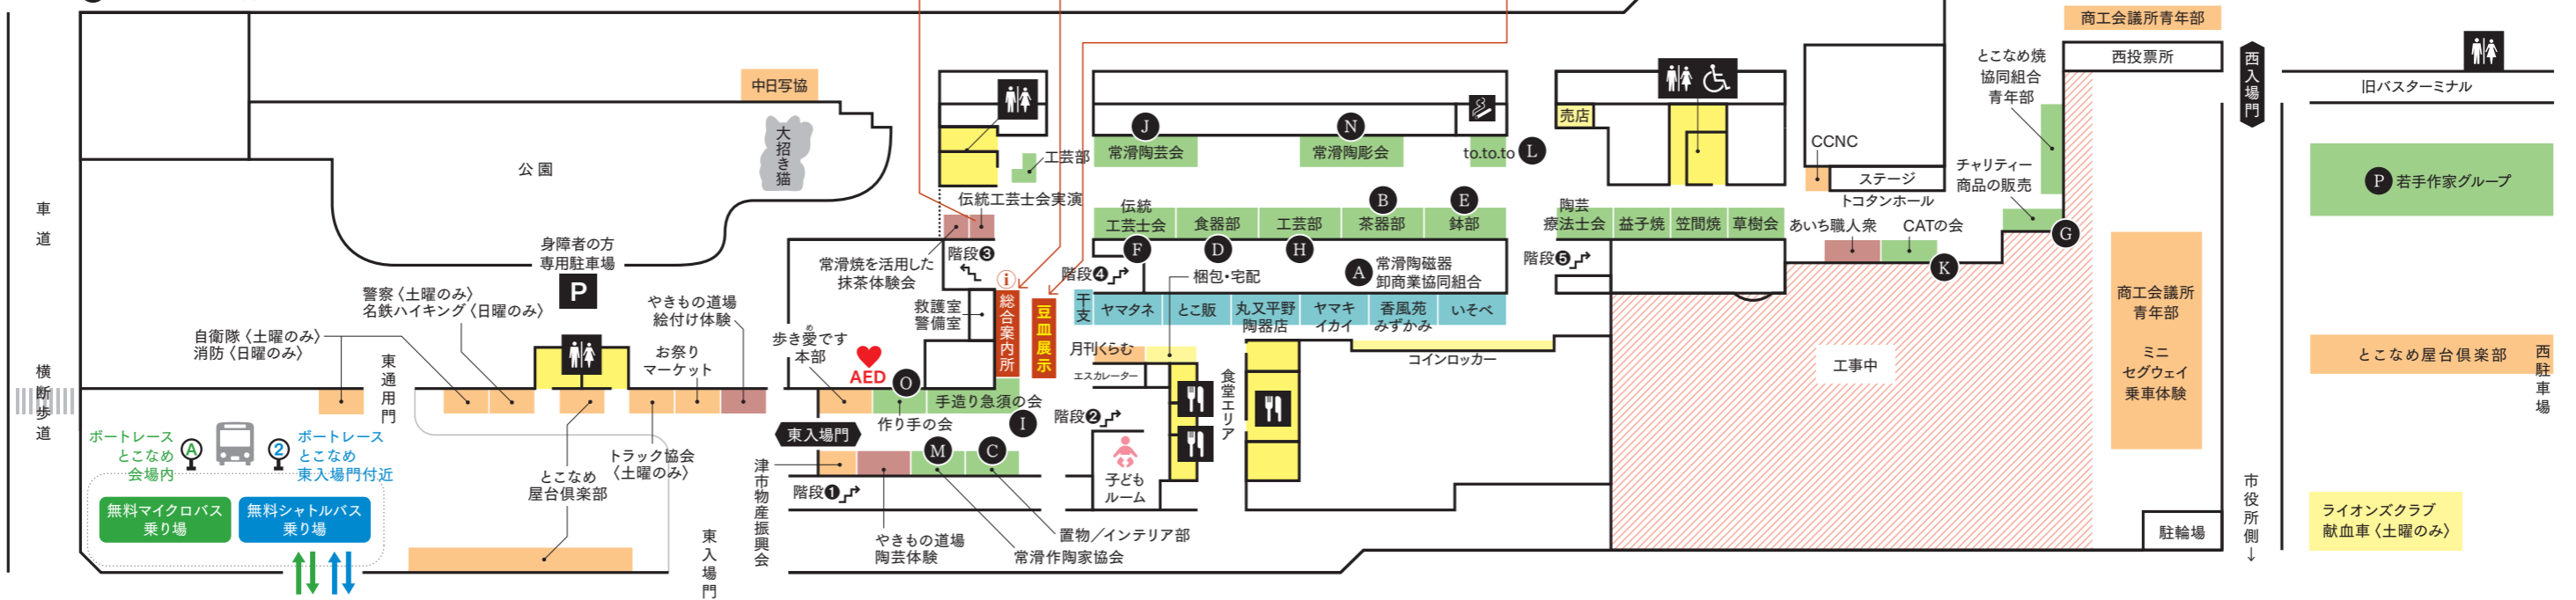 車道
横断歩道
公園
中日写協
大招き猫
身障者の方
専用駐車場
P
警察〈土曜のみ〉
名鉄ハイキング〈日曜のみ〉
自衛隊〈土曜のみ〉
消防〈日曜のみ〉
東通用門
やきもの道場
絵付け体験
お祭り
マーケット
ボートレース
とこなめ
会場内
A
2
ボートレース
とこなめ
東入場門付近
無料マイクロバス
乗り場
無料シャトルバス
乗り場
とこなめ
屋台倶楽部
トラック協会
〈土曜のみ〉
東入場門
津市物産振興会
東入場門
階段❶
やきもの道場
陶芸体験
常滑作陶家協会
置物／インテリア部
M
C
I
O
歩き愛です
め
本部
AED
作り手の会
手造り急須の会
常滑焼を活用した
抹茶体験会
階段❸
救護室
警備室
i
総合案内所
豆皿展示
工芸部
伝統工芸士会実演
J
常滑陶芸会
N
常滑陶彫会
to.to.to
L
伝統
工芸士会
食器部
工芸部
B
茶器部
E
鉢部
F
D
H
A
常滑陶磁器
卸商業協同組合
階段❹
梱包・宅配
干支
ヤマタネ
とこ販
丸又平野
陶器店
ヤマキ
イカイ
香風苑
みずかみ
いそべ
月刊くらむ
エスカレーター
階段❷
子ども
ルーム
食堂エリア
コインロッカー
売店
陶芸
療法士会
益子焼
笠間焼
草樹会
階段❺
CCNC
ステージ
トコタンホール
あいち職人衆
CATの会
K
とこなめ焼
協同組合
青年部
チャリティー
商品の販売
G
工事中
商工会議所青年部
西投票所
西入場門
商工会議所
青年部
ミニ
セグウェイ
乗車体験
駐輪場
市役所側→
旧バスターミナル
P
若手作家グループ
とこなめ屋台倶楽部
西駐車場
ライオンズクラブ
献血車〈土曜のみ〉